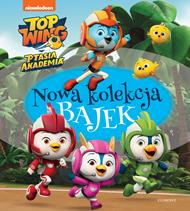 nickelodeon
TOP WING
PTASIA AKADEMIA
Nowa kolekcja
BAJEK
EGMONT